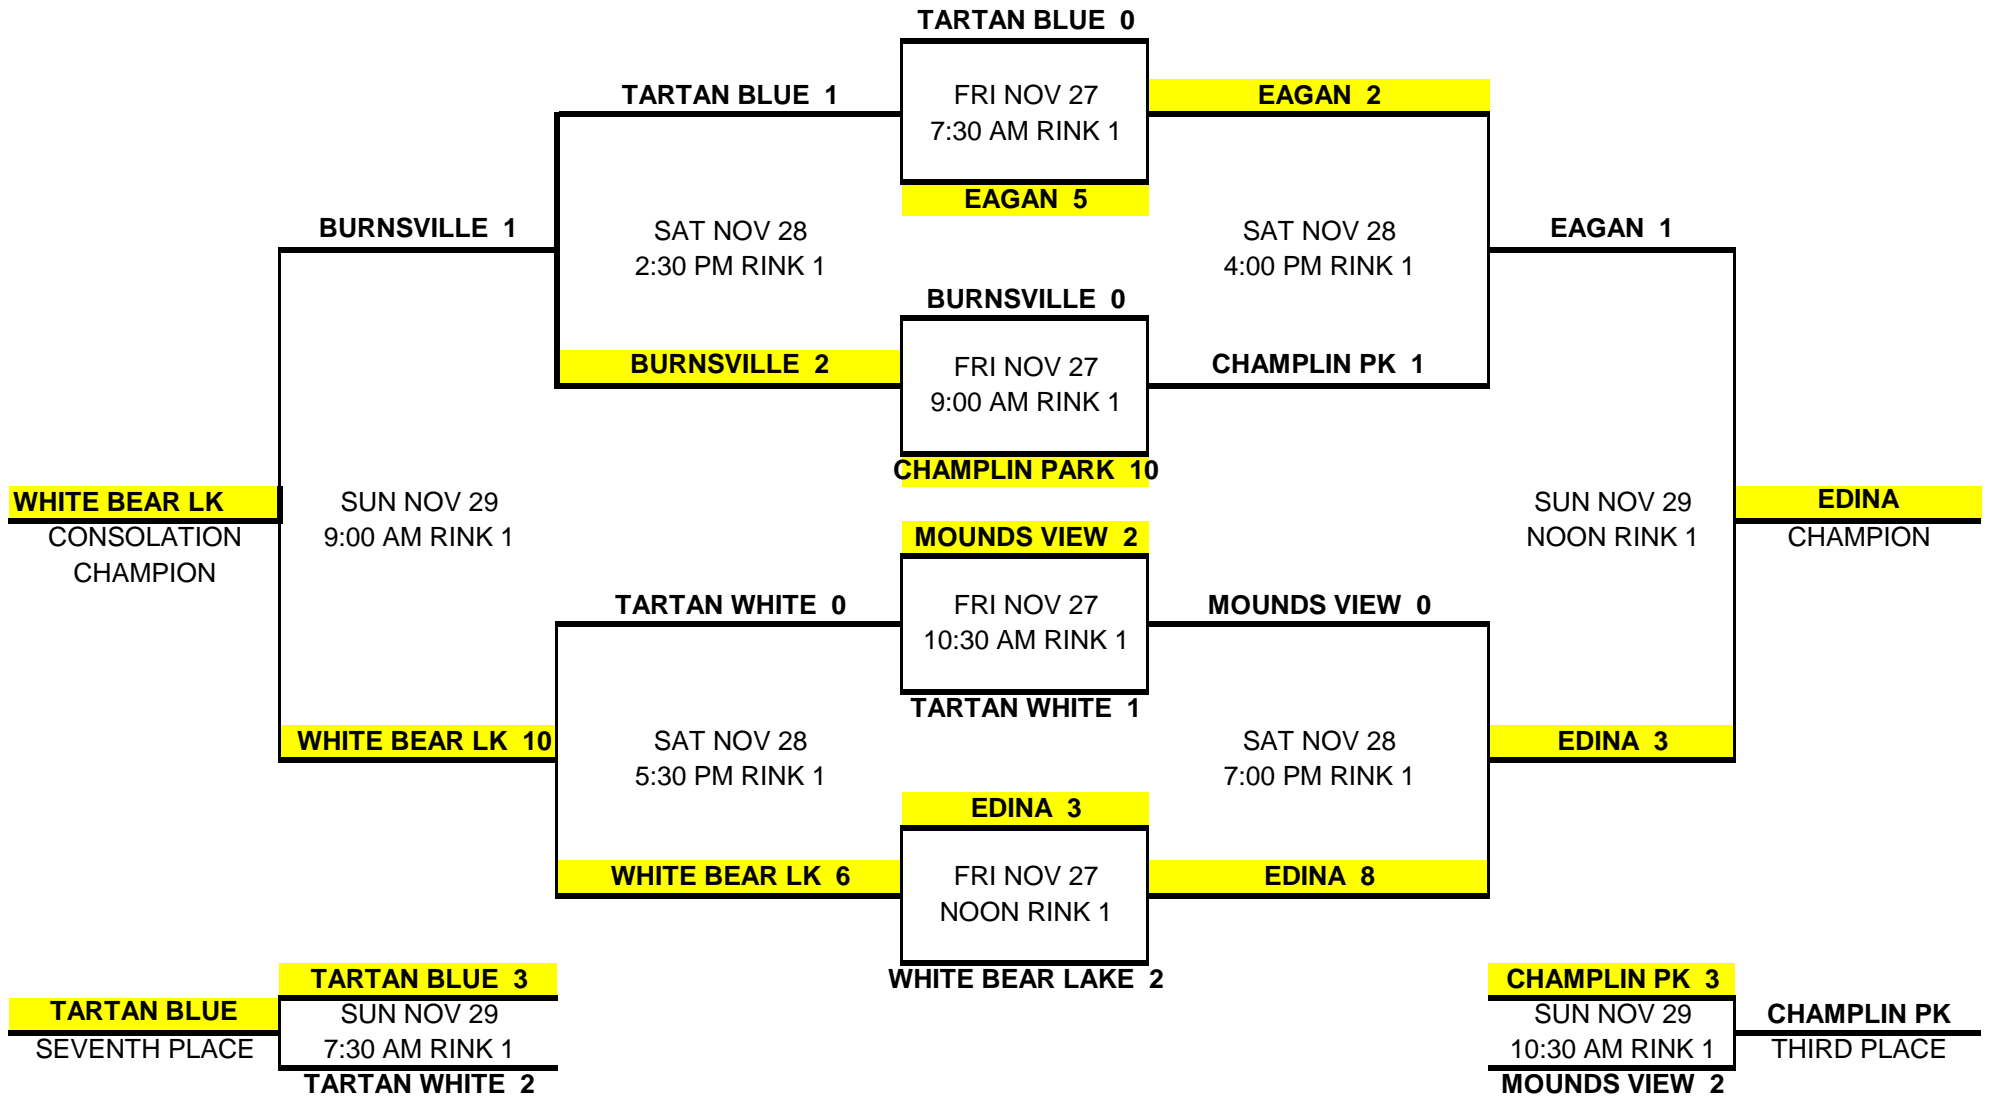 TARTAN BLUE  0
TARTAN BLUE  1
FRI NOV 27
7:30 AM RINK 1
EAGAN  2
EAGAN  5
BURNSVILLE  1
SAT NOV 28
2:30 PM RINK 1
SAT NOV 28
4:00 PM RINK 1
EAGAN  1
BURNSVILLE  0
BURNSVILLE  2
FRI NOV 27
9:00 AM RINK 1
CHAMPLIN PK  1
CHAMPLIN PARK  10
WHITE BEAR LK
CONSOLATION
CHAMPION
SUN NOV 29
9:00 AM RINK 1
SUN NOV 29
NOON RINK 1
EDINA
CHAMPION
MOUNDS VIEW  2
TARTAN WHITE  0
FRI NOV 27
10:30 AM RINK 1
MOUNDS VIEW  0
TARTAN WHITE  1
WHITE BEAR LK  10
SAT NOV 28
5:30 PM RINK 1
SAT NOV 28
7:00 PM RINK 1
EDINA  3
EDINA  3
WHITE BEAR LK  6
FRI NOV 27
NOON RINK 1
EDINA  8
WHITE BEAR LAKE  2
TARTAN BLUE  3
TARTAN BLUE
SEVENTH PLACE
SUN NOV 29
7:30 AM RINK 1
TARTAN WHITE  2
CHAMPLIN PK  3
SUN NOV 29
10:30 AM RINK 1
CHAMPLIN PK
THIRD PLACE
MOUNDS VIEW  2